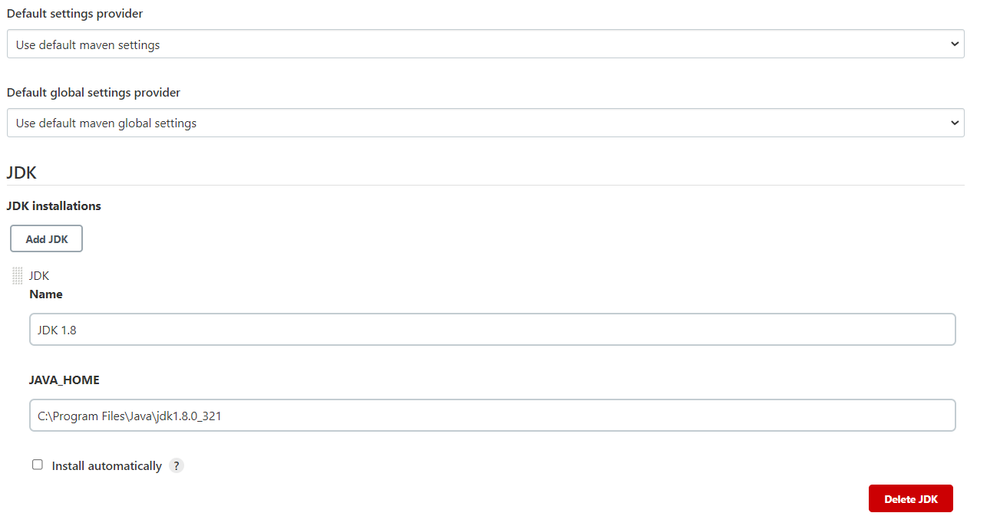 Default settings provider
Use default maven settings
Default global settings provider
Use default maven global settings
JDK
JDK installations
Add JDK
JDK
Name
JDK 1.8
JAVA_HOME
C:\Program Files\Java\jdk1.8.0_321
Install automatically ?
Delete JDK